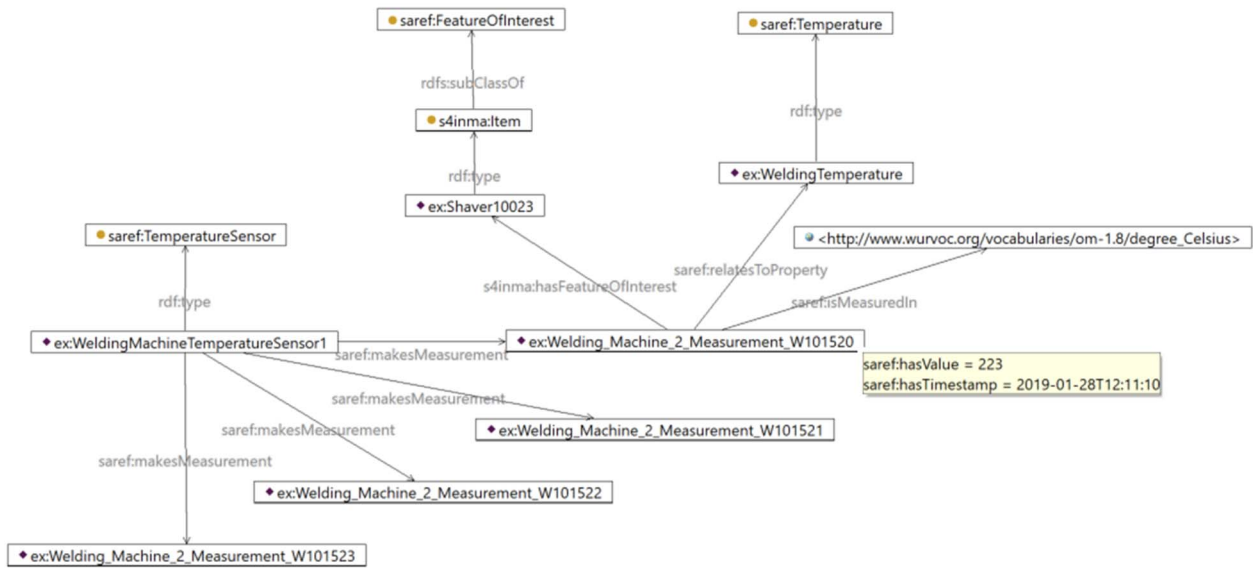 saref:FeatureOfInterest
saref:Temperature
rdfs:subClassOf
s4inma:Item
rdf:type
rdf:type
ex:WeldingTemperature
ex:Shaver10023
saref:TemperatureSensor
<http://www.wurvoc.org/vocabularies/om-1.8/degree_Celsius>
saref:relatesToProperty
s4inma:hasFeatureOfInterest
rdf:type
saref:isMeasuredIn
ex:WeldingMachineTemperatureSensor1
saref:makesMeasurement
ex:Welding_Machine_2_Measurement_W101520
saref:hasValue = 223
saref:hasTimestamp = 2019-01-28T12:11:10
saref:makesMeasurement
saref:makesMeasurement
ex:Welding_Machine_2_Measurement_W101521
saref:makesMeasurement
ex:Welding_Machine_2_Measurement_W101522
ex:Welding_Machine_2_Measurement_W101523